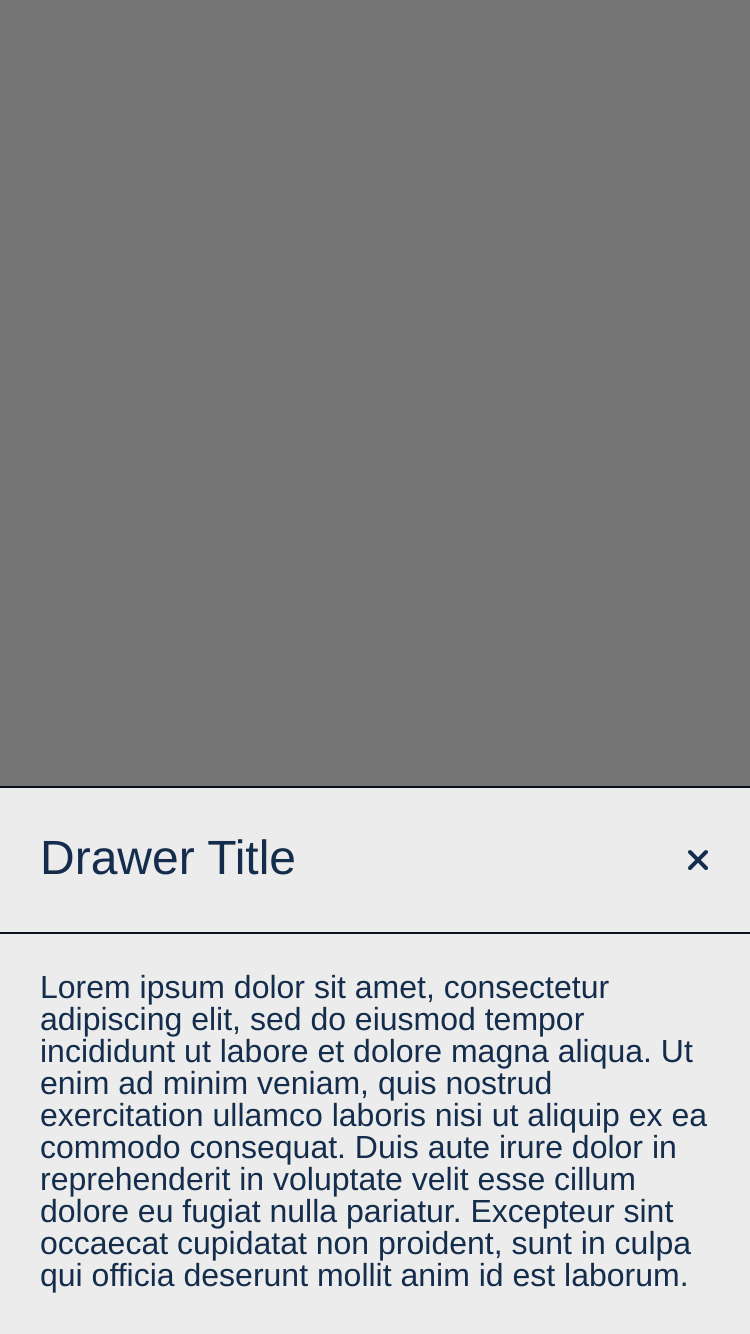 Drawer Title
Lorem ipsum dolor sit amet, consectetur
adipiscing elit, sed do eiusmod tempor
incididunt ut labore et dolore magna aliqua. Ut
enim ad minim veniam, quis nostrud
exercitation ullamco laboris nisi ut aliquip ex ea
commodo consequat. Duis aute irure dolor in
reprehenderit in voluptate velit esse cillum
dolore eu fugiat nulla pariatur. Excepteur sint
occaecat cupidatat non proident, sunt in culpa
qui officia deserunt mollit anim id est laborum.